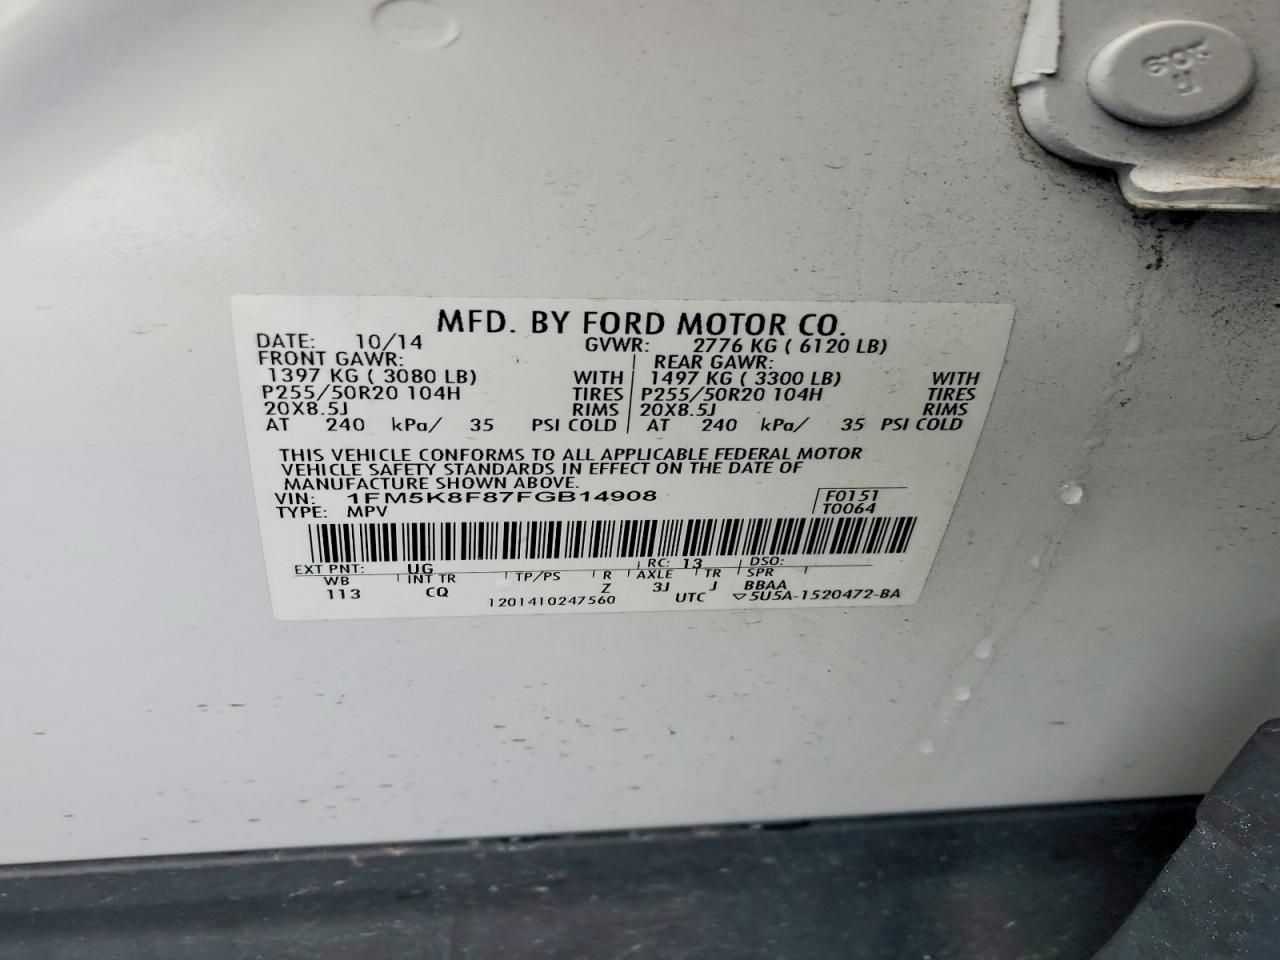 MFD. BY FORD MOTOR CO.
DATE: 10/14 GVWR: 2776 KG ( 6120 LB)
FRONT GAWR: REAR GAWR:
1397 KG ( 3080 LB) WITH 1497 KG ( 3300 LB) WITH
P255/50R20 104H TIRES P255/50R20 104H TIRES
20X8.5J RIMS 20X8.5J RIMS
AT 240 kPa/ 35 PSI COLD AT 240 kPa/ 35 PSI COLD
THIS VEHICLE CONFORMS TO ALL APPLICABLE FEDERAL MOTOR
VEHICLE SAFETY STANDARDS IN EFFECT ON THE DATE OF
MANUFACTURE SHOWN ABOVE.
VIN: 1FM5K8F87FGB14908 F0151
TYPE: MPV T0064
EXT PNT: UG RC: 13 DSO:
WB INT TR TP/PS R AXLE TR SPR
113 CQ Z 3J J BBAA
1201410247560 UTC ▽5U5A-1520472-BA